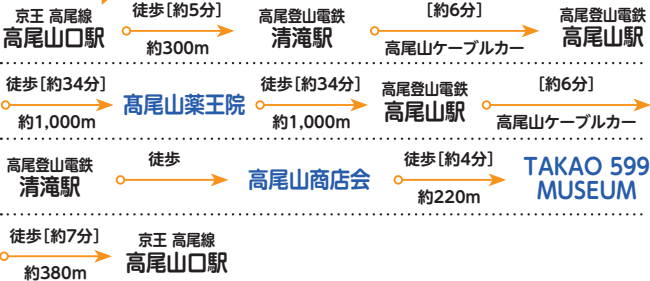 京王 高尾線
高尾山口駅
徒歩[約5分]
約300m
高尾登山電鉄
清滝駅
[約6分]
高尾山ケーブルカー
高尾登山電鉄
高尾山駅
徒歩[約34分]
約1,000m
髙尾山薬王院
徒歩[約34分]
約1,000m
高尾登山電鉄
高尾山駅
[約6分]
高尾山ケーブルカー
高尾登山電鉄
清滝駅
徒歩
高尾山商店会
徒歩[約4分]
約220m
TAKAO 599
MUSEUM
徒歩[約7分]
約380m
京王 高尾線
高尾山口駅